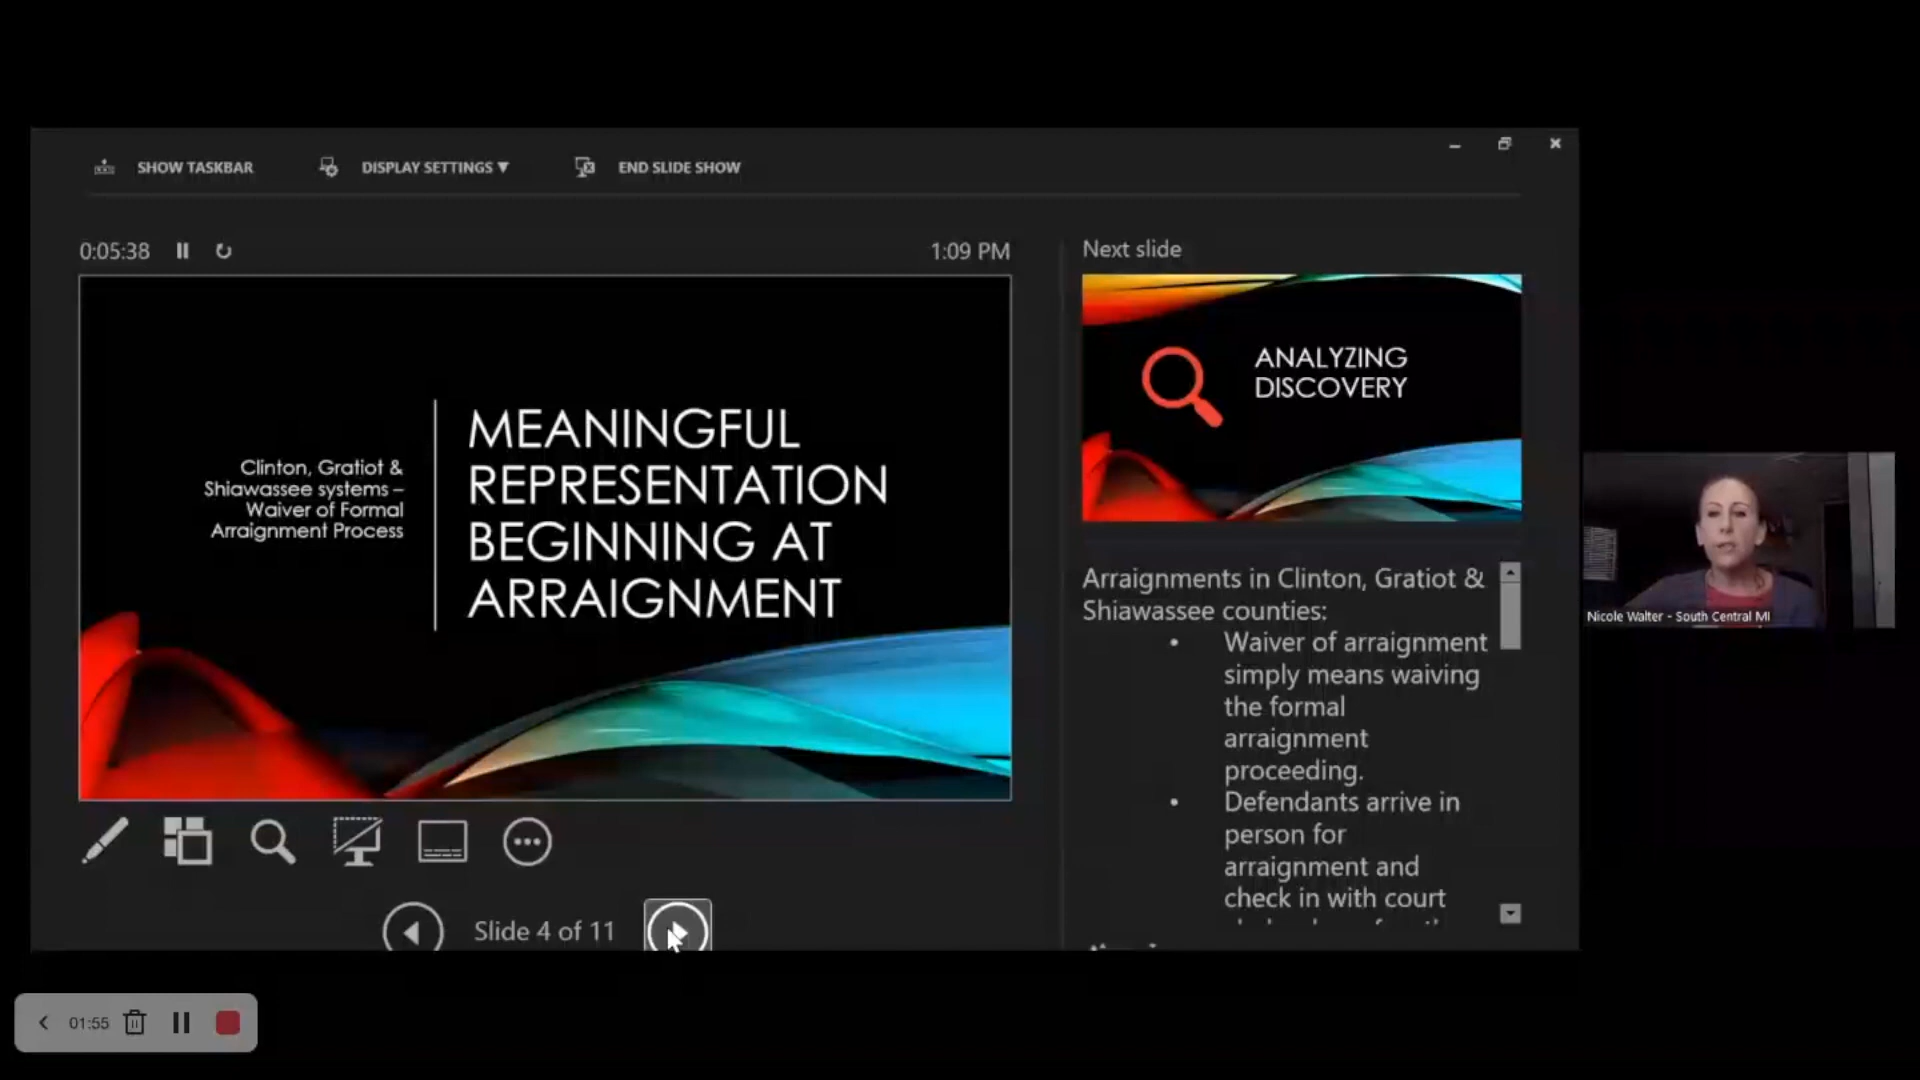 SHOW TASKBAR
DISPLAY SETTINGS ▼
END SLIDE SHOW
0:05:38
1:09 PM
Clinton, Gratiot &
Shiawassee systems –
Waiver of Formal
Arraignment Process
MEANINGFUL
REPRESENTATION
BEGINNING AT
ARRAIGNMENT
Slide 4 of 11
Next slide
ANALYZING
DISCOVERY
Arraignments in Clinton, Gratiot &
Shiawassee counties:
• Waiver of arraignment
simply means waiving
the formal
arraignment
proceeding.
• Defendants arrive in
person for
arraignment and
check in with court
Nicole Walter - South Central MI
01:55